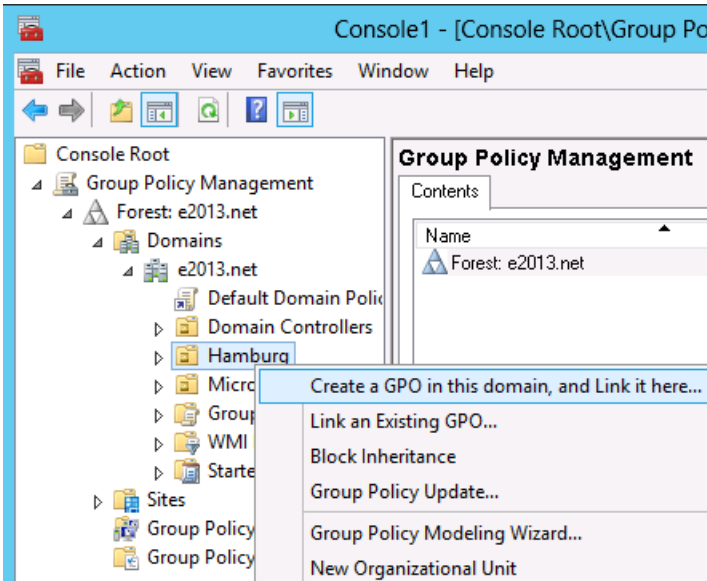 Console1 - [Console Root\Group Po
File Action View Favorites Window Help
Console Root
Group Policy Management
Forest: e2013.net
Domains
e2013.net
Default Domain Polic
Domain Controllers
Hamburg
Micro
Group
WMI
Starte
Sites
Group Policy
Group Policy
Group Policy Management
Contents
Name
Forest: e2013.net
Create a GPO in this domain, and Link it here...
Link an Existing GPO...
Block Inheritance
Group Policy Update...
Group Policy Modeling Wizard...
New Organizational Unit